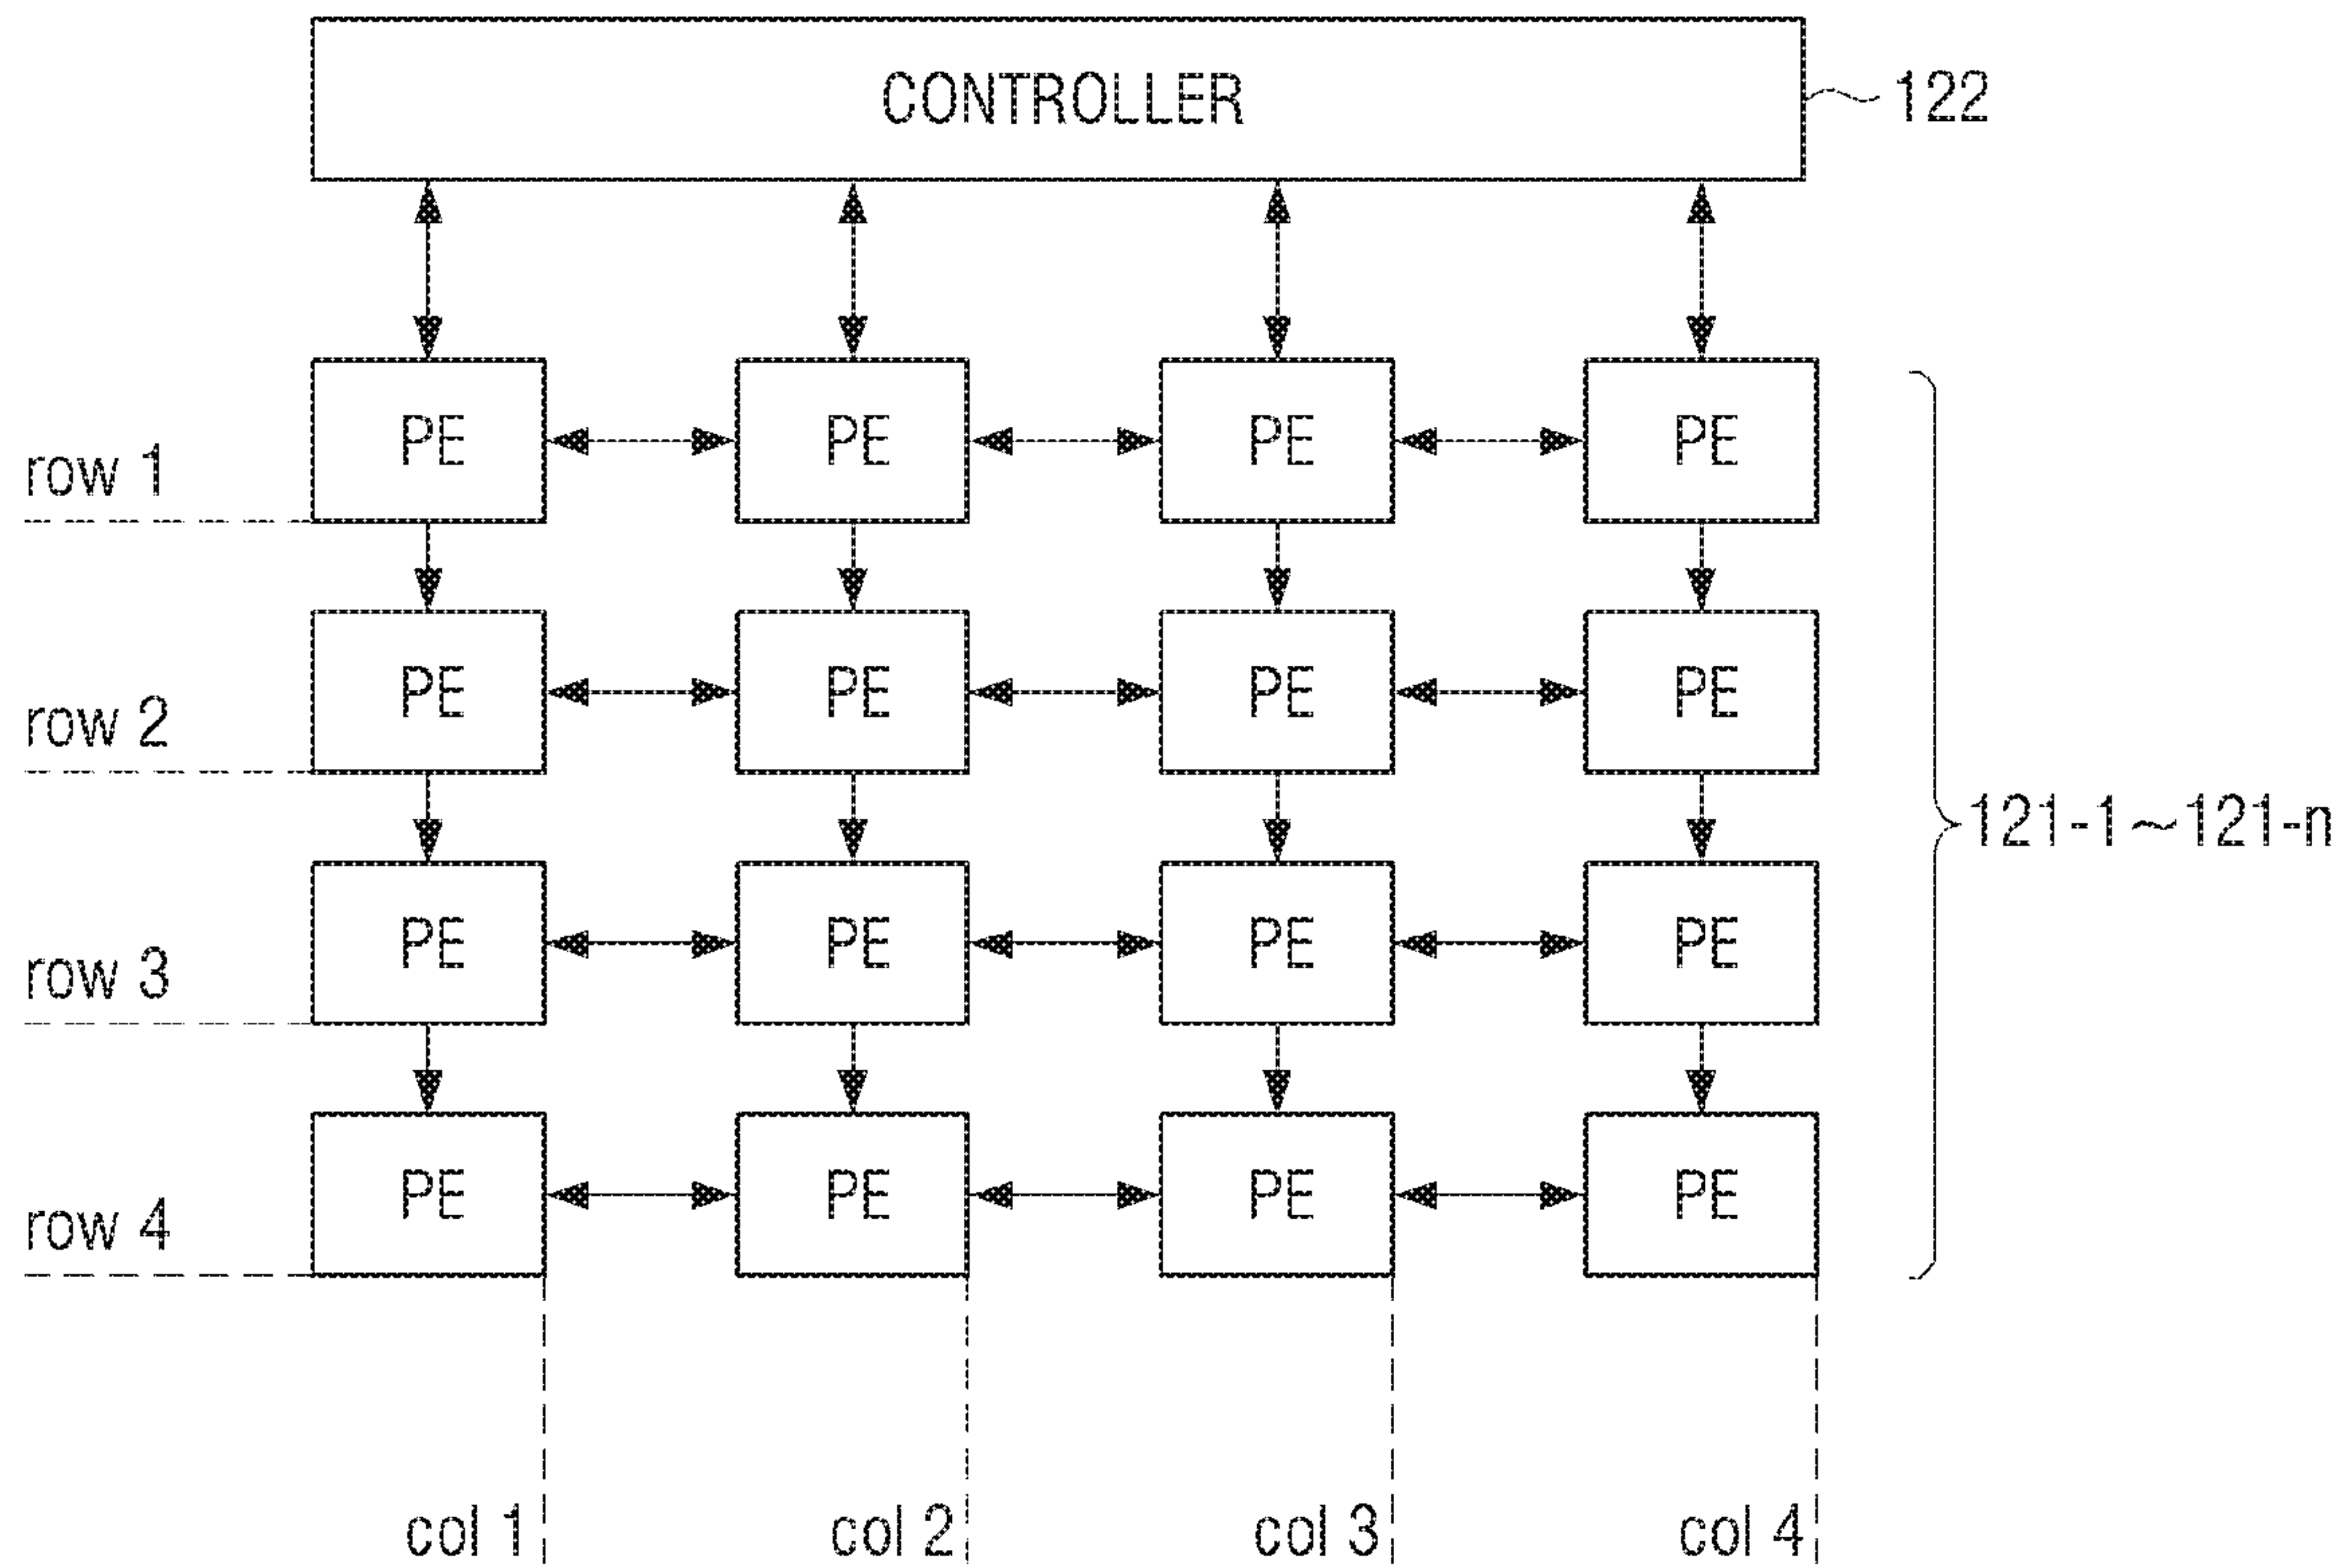 CONTROLLER
122
PE PE PE PE
row 1
PE PE PE PE
row 2
121-1~121-n
PE PE PE PE
row 3
PE PE PE PE
row 4
col 1 col 2 col 3 col 4